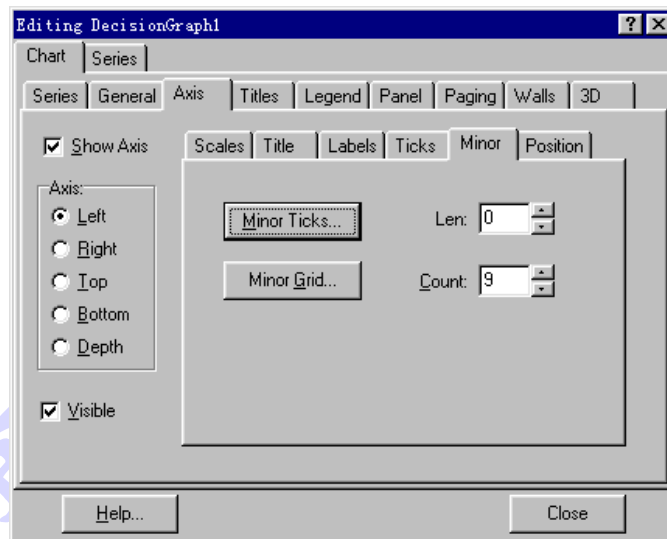 Editing DecisionGraph1
Chart Series
Series General Axis Titles Legend Panel Paging Walls 3D
Show Axis
Scales Title Labels Ticks Minor Position
Axis:
Left
Right
Top
Bottom
Depth
Minor Ticks...
Len: 0
Minor Grid...
Count: 9
Visible
Help...
Close